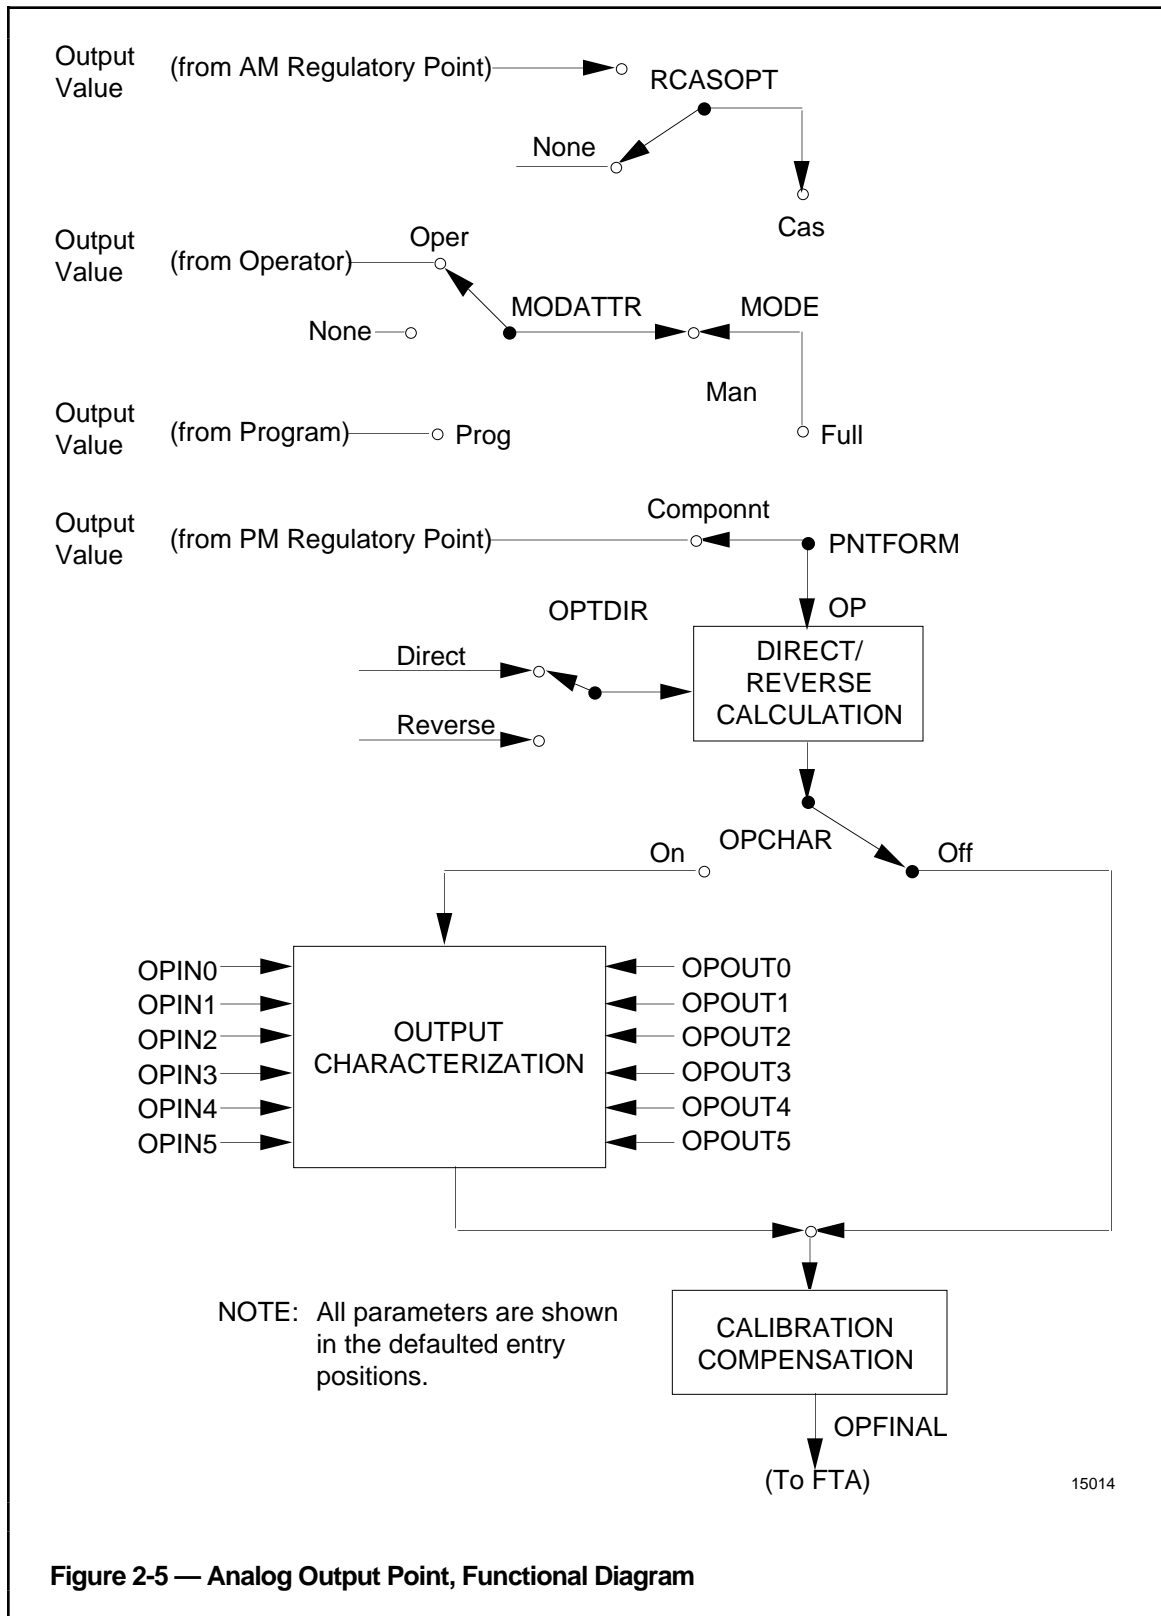 Output
Value
(from AM Regulatory Point)
RCASOPT
None
Cas
Output
Value
(from Operator)
Oper
MODATTR
MODE
None
Man
Output
Value
(from Program)
Prog
Full
Componnt
Output
Value
(from PM Regulatory Point)
PNTFORM
OPTDIR
OP
Direct
DIRECT/
REVERSE
CALCULATION
Reverse
OPCHAR
On
Off
OPIN0
OPIN1
OPIN2
OPIN3
OPIN4
OPIN5
OUTPUT
CHARACTERIZATION
OPOUT0
OPOUT1
OPOUT2
OPOUT3
OPOUT4
OPOUT5
NOTE: All parameters are shown
in the defaulted entry
positions.
CALIBRATION
COMPENSATION
OPFINAL
(To FTA)
15014
Figure 2-5 — Analog Output Point, Functional Diagram